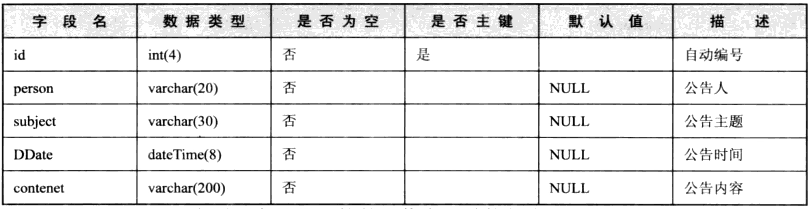 字段名 数据类型 是否为空 是否主键 默认值 描述
id int(4) 否 是 自动编号
person varchar(20) 否 NULL 公告人
subject varchar(30) 否 NULL 公告主题
DDate dateTime(8) 否 NULL 公告时间
contenet varchar(200) 否 NULL 公告内容